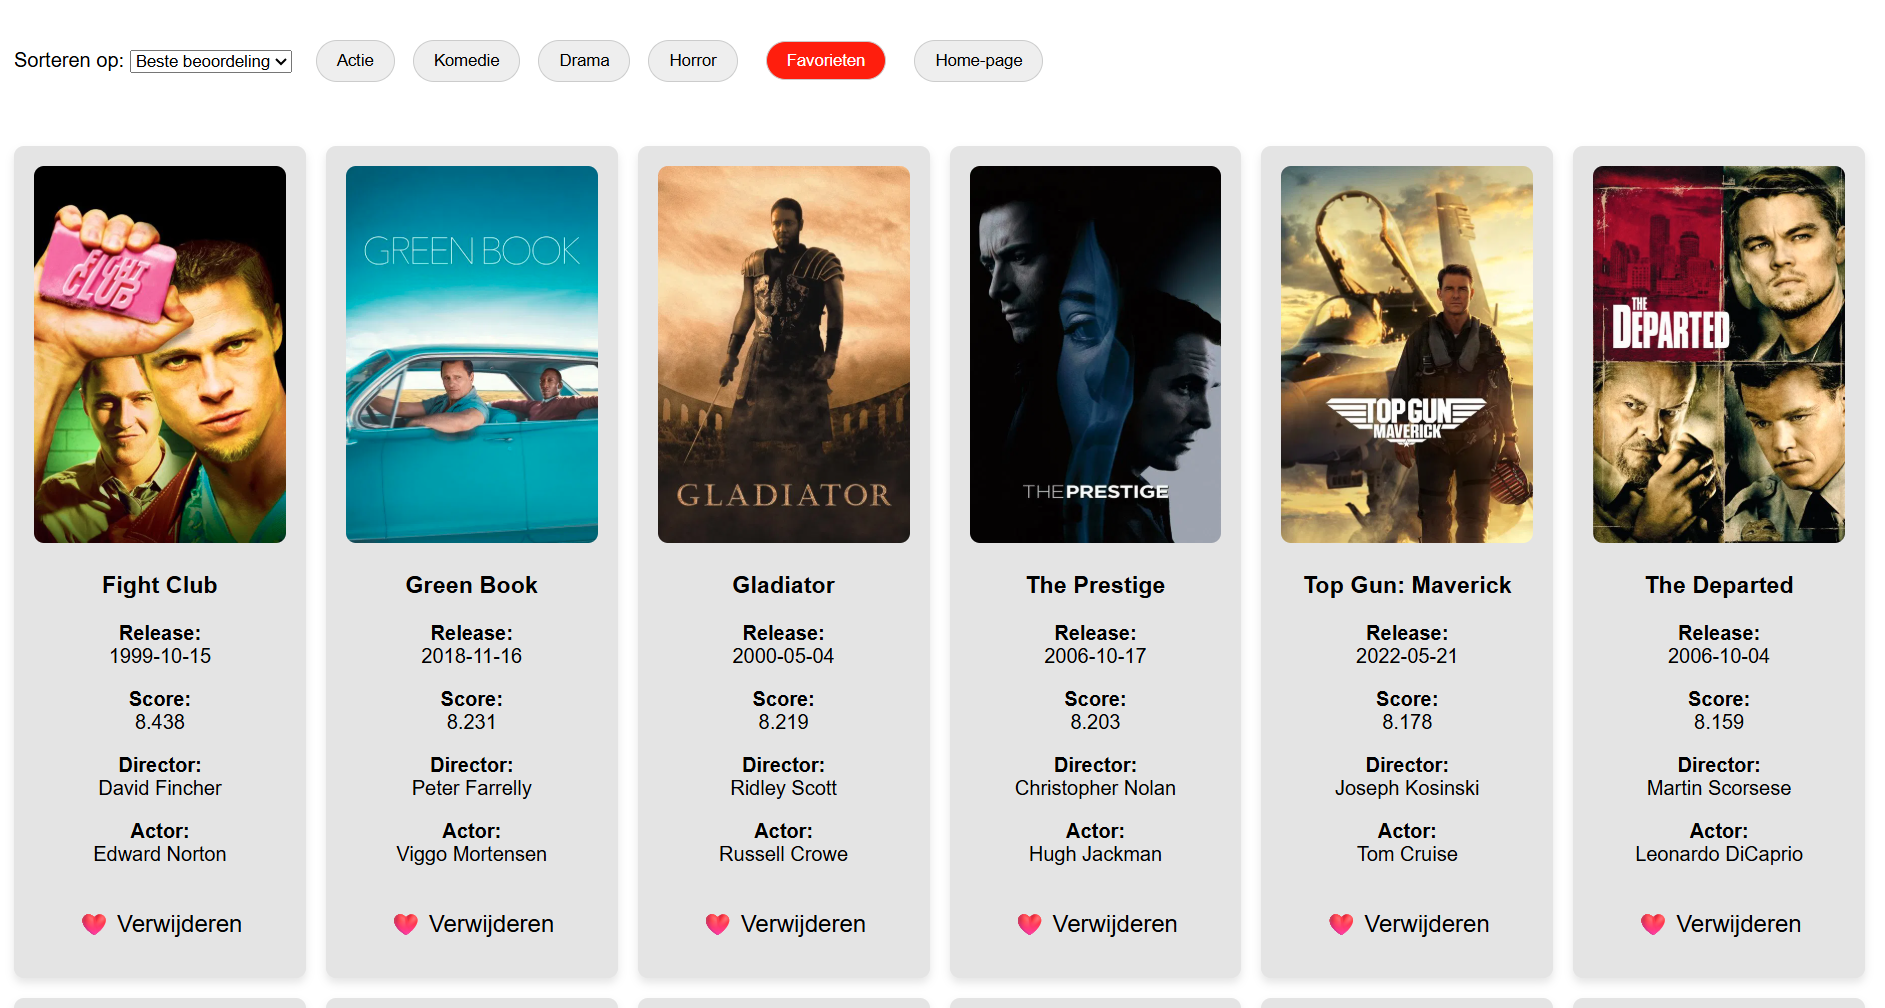 Sorteren op: Beste beoordeling Actie Komedie Drama Horror Favorieten Home-page
FIGHT
CLUB
GREEN BOOK
GLADIATOR
THE PRESTIGE
TOP GUN
MAVERICK
THE
DEPARTED
Fight Club
Release:
1999-10-15
Score:
8.438
Director:
David Fincher
Actor:
Edward Norton
Verwijderen
Green Book
Release:
2018-11-16
Score:
8.231
Director:
Peter Farrelly
Actor:
Viggo Mortensen
Verwijderen
Gladiator
Release:
2000-05-04
Score:
8.219
Director:
Ridley Scott
Actor:
Russell Crowe
Verwijderen
The Prestige
Release:
2006-10-17
Score:
8.203
Director:
Christopher Nolan
Actor:
Hugh Jackman
Verwijderen
Top Gun: Maverick
Release:
2022-05-21
Score:
8.178
Director:
Joseph Kosinski
Actor:
Tom Cruise
Verwijderen
The Departed
Release:
2006-10-04
Score:
8.159
Director:
Martin Scorsese
Actor:
Leonardo DiCaprio
Verwijderen